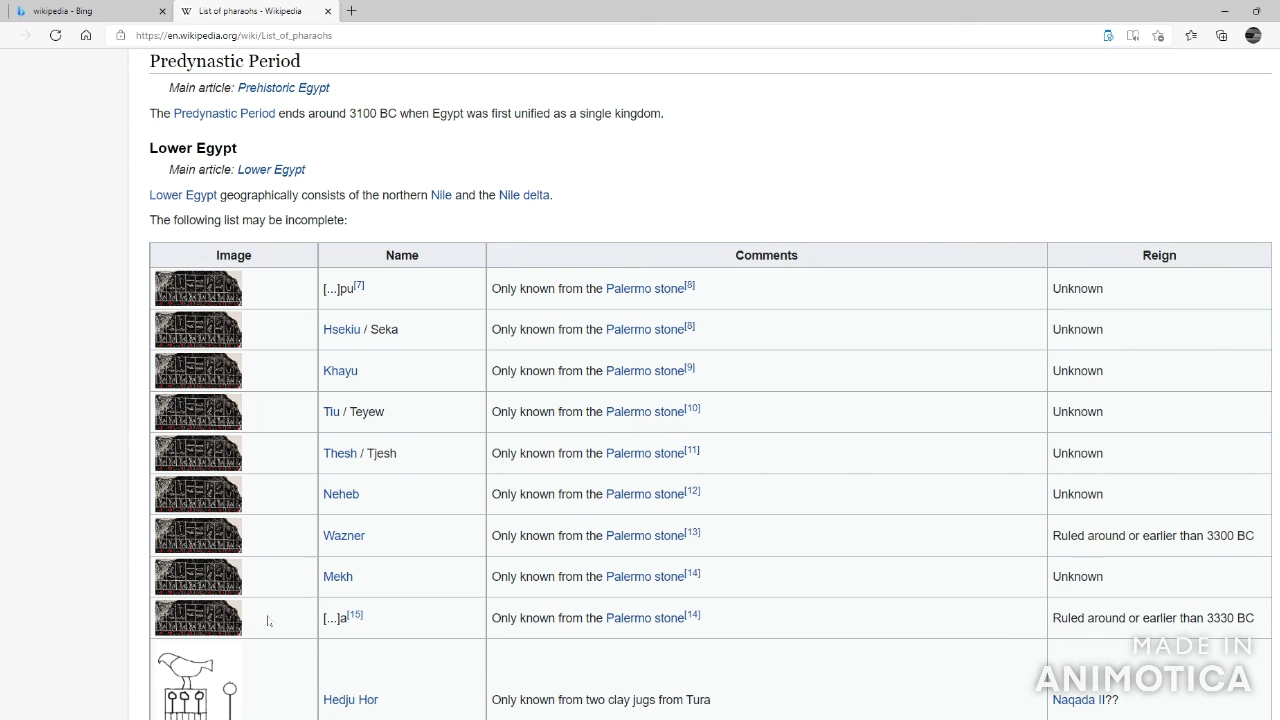 wikipedia - Bing
List of pharaohs - Wikipedia
https://en.wikipedia.org/wiki/List_of_pharaohs
Predynastic Period
Main article: Prehistoric Egypt
The Predynastic Period ends around 3100 BC when Egypt was first unified as a single kingdom.
Lower Egypt
Main article: Lower Egypt
Lower Egypt geographically consists of the northern Nile and the Nile delta.
The following list may be incomplete:
Image Name Comments Reign
[...]pu[7] Only known from the Palermo stone[8] Unknown
Hsekiu / Seka Only known from the Palermo stone[8] Unknown
Khayu Only known from the Palermo stone[9] Unknown
Tiu / Teyew Only known from the Palermo stone[10] Unknown
Thesh / Tjesh Only known from the Palermo stone[11] Unknown
Neheb Only known from the Palermo stone[12] Unknown
Wazner Only known from the Palermo stone[13] Ruled around or earlier than 3300 BC
Mekh Only known from the Palermo stone[14] Unknown
[...]a[15] Only known from the Palermo stone[14] Ruled around or earlier than 3330 BC
Hedju Hor Only known from two clay jugs from Tura Naqada II??
MADE IN
ANIMOTICA